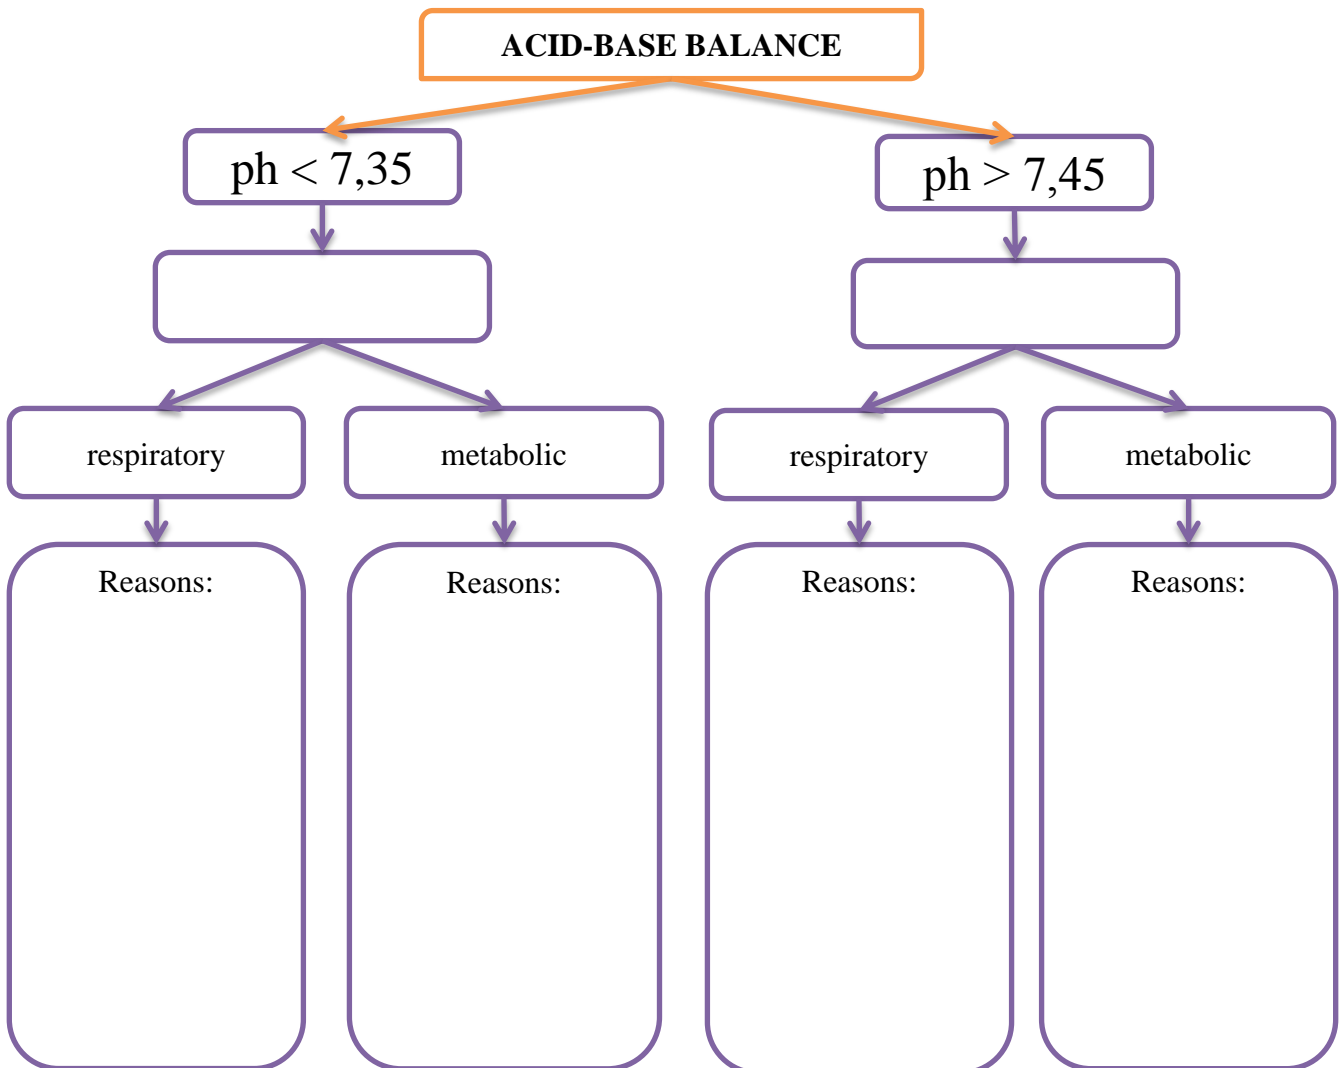 ACID-BASE BALANCE
ph < 7,35
ph > 7,45
respiratory
metabolic
respiratory
metabolic
Reasons:
Reasons:
Reasons:
Reasons: